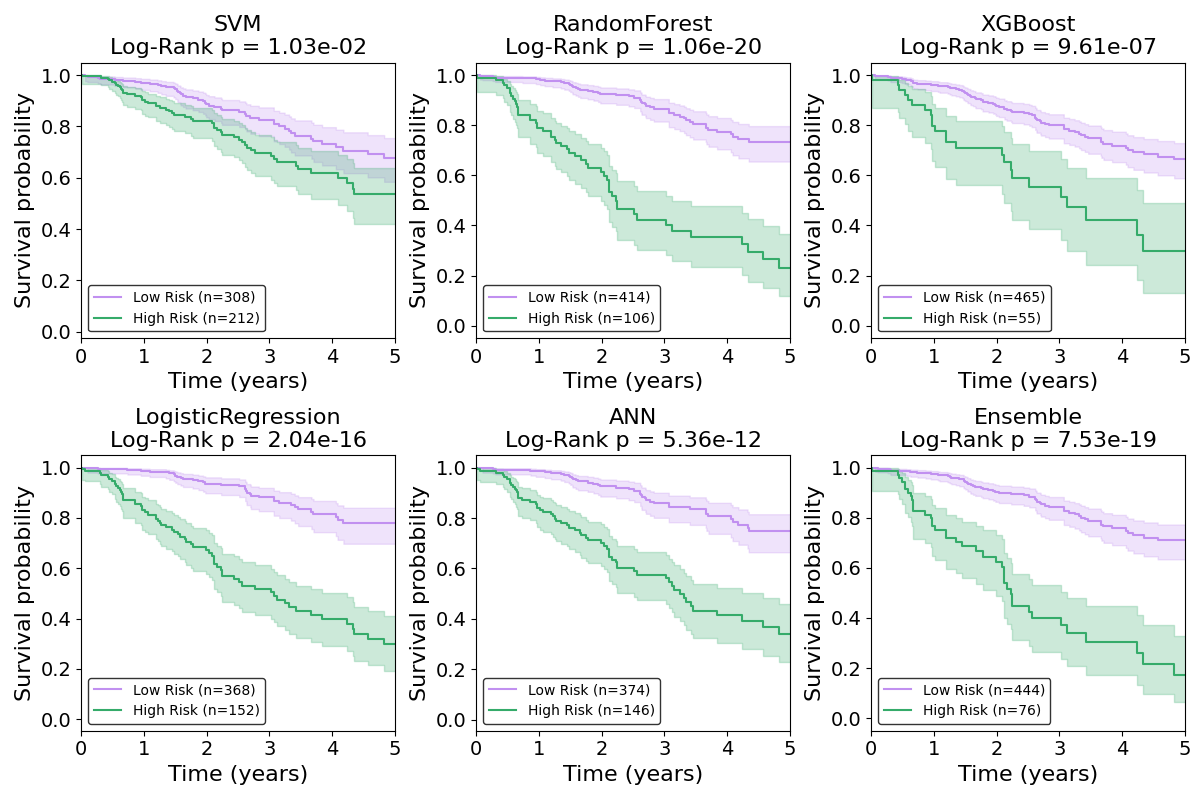 SVM
Log-Rank p = 1.03e-02
Survival probability
1.0
0.8
0.6
0.4
0.2
0.0
Low Risk (n=308)
High Risk (n=212)
0 1 2 3 4 5
Time (years)
RandomForest
Log-Rank p = 1.06e-20
Survival probability
1.0
0.8
0.6
0.4
0.2
0.0
Low Risk (n=414)
High Risk (n=106)
0 1 2 3 4 5
Time (years)
XGBoost
Log-Rank p = 9.61e-07
Survival probability
1.0
0.8
0.6
0.4
0.2
0.0
Low Risk (n=465)
High Risk (n=55)
0 1 2 3 4 5
Time (years)
LogisticRegression
Log-Rank p = 2.04e-16
Survival probability
1.0
0.8
0.6
0.4
0.2
0.0
Low Risk (n=368)
High Risk (n=152)
0 1 2 3 4 5
Time (years)
ANN
Log-Rank p = 5.36e-12
Survival probability
1.0
0.8
0.6
0.4
0.2
0.0
Low Risk (n=374)
High Risk (n=146)
0 1 2 3 4 5
Time (years)
Ensemble
Log-Rank p = 7.53e-19
Survival probability
1.0
0.8
0.6
0.4
0.2
0.0
Low Risk (n=444)
High Risk (n=76)
0 1 2 3 4 5
Time (years)